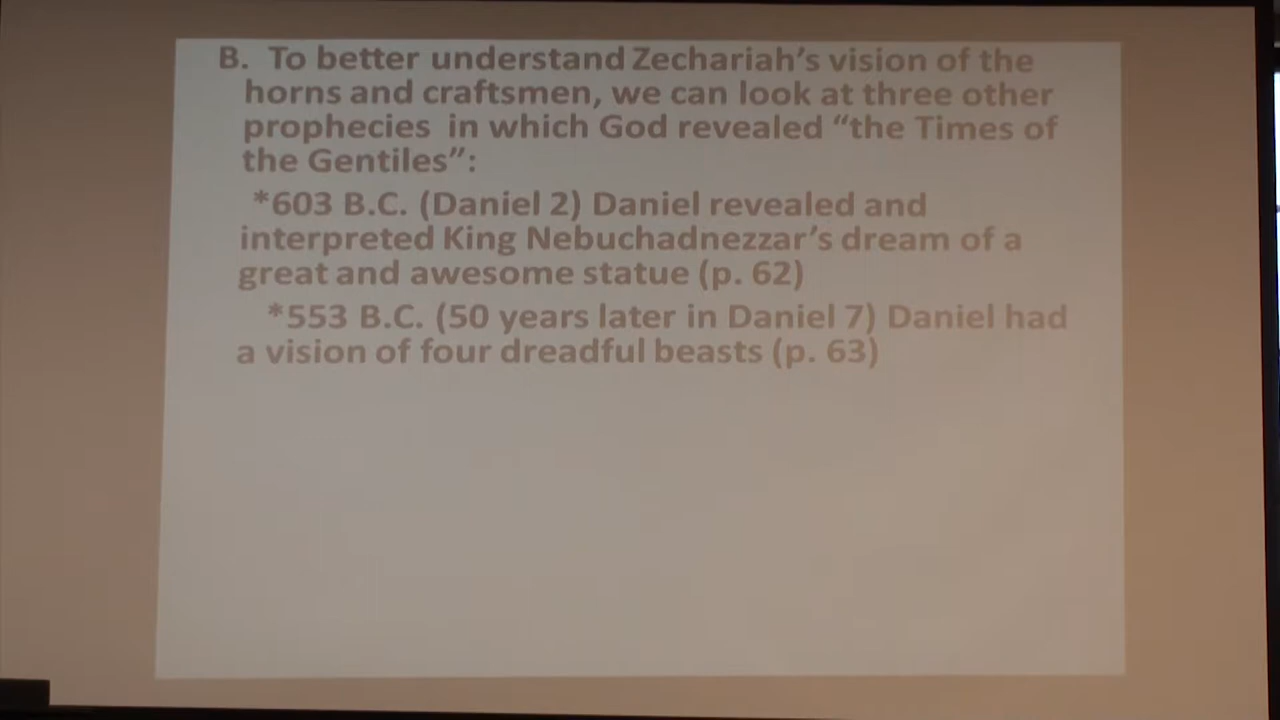 B. To better understand Zechariah's vision of the
horns and craftsmen, we can look at three other
prophecies in which God revealed “the Times of
the Gentiles”:
*603 B.C. (Daniel 2) Daniel revealed and
interpreted King Nebuchadnezzar's dream of a
great and awesome statue (p. 62)
*553 B.C. (50 years later in Daniel 7) Daniel had
a vision of four dreadful beasts (p. 63)